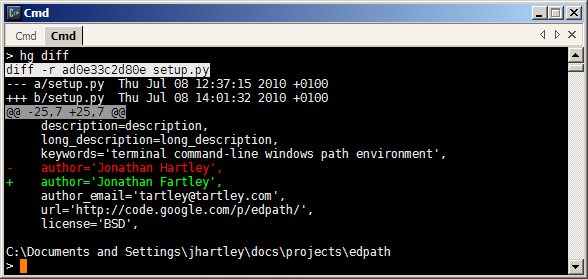 Cmd
Cmd Cmd
> hg diff
diff -r ad0e33c2d80e setup.py
--- a/setup.py  Thu Jul 08 12:37:15 2010 +0100
+++ b/setup.py  Thu Jul 08 14:01:32 2010 +0100
@@ -25,7 +25,7 @@
     description=description,
     long_description=long_description,
     keywords='terminal command-line windows path environment',
-    author='Jonathan Hartley',
+    author='Jonathan Fartley',
     author_email='tartley@tartley.com',
     url='http://code.google.com/p/edpath/',
     license='BSD',
C:\Documents and Settings\jhartley\docs\projects\edpath
>